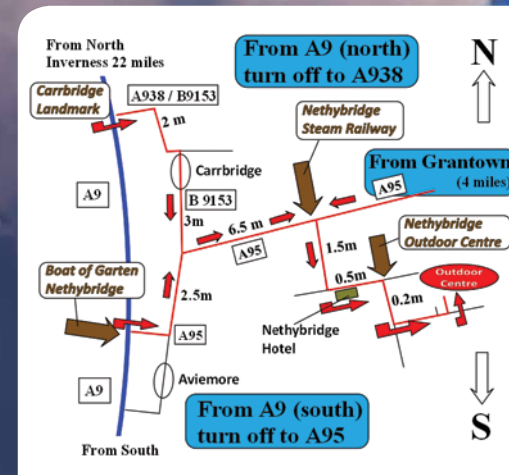 From North
Inverness 22 miles
From A9 (north)
turn off to A938
N
Carrbridge
Landmark
A938 / B9153
2 m
Nethybridge
Steam Railway
Carrbridge
From Grantown
(4 miles)
A9
B 9153
3m
A95
6.5 m
A95
Nethybridge
Outdoor Centre
1.5m
Boat of Garten
Nethybridge
2.5m
0.5m
Outdoor
Centre
0.2m
A95
Nethybridge
Hotel
Aviemore
A9
From A9 (south)
turn off to A95
S
From South